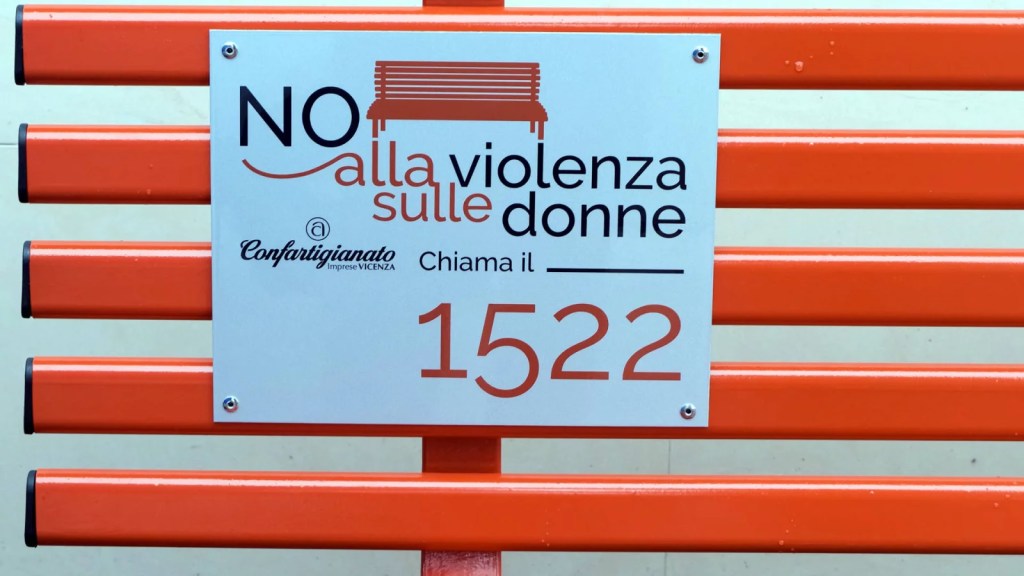 NO
alla violenza
sulle donne
a
Confartigianato
Imprese VICENZA
Chiama il
1522